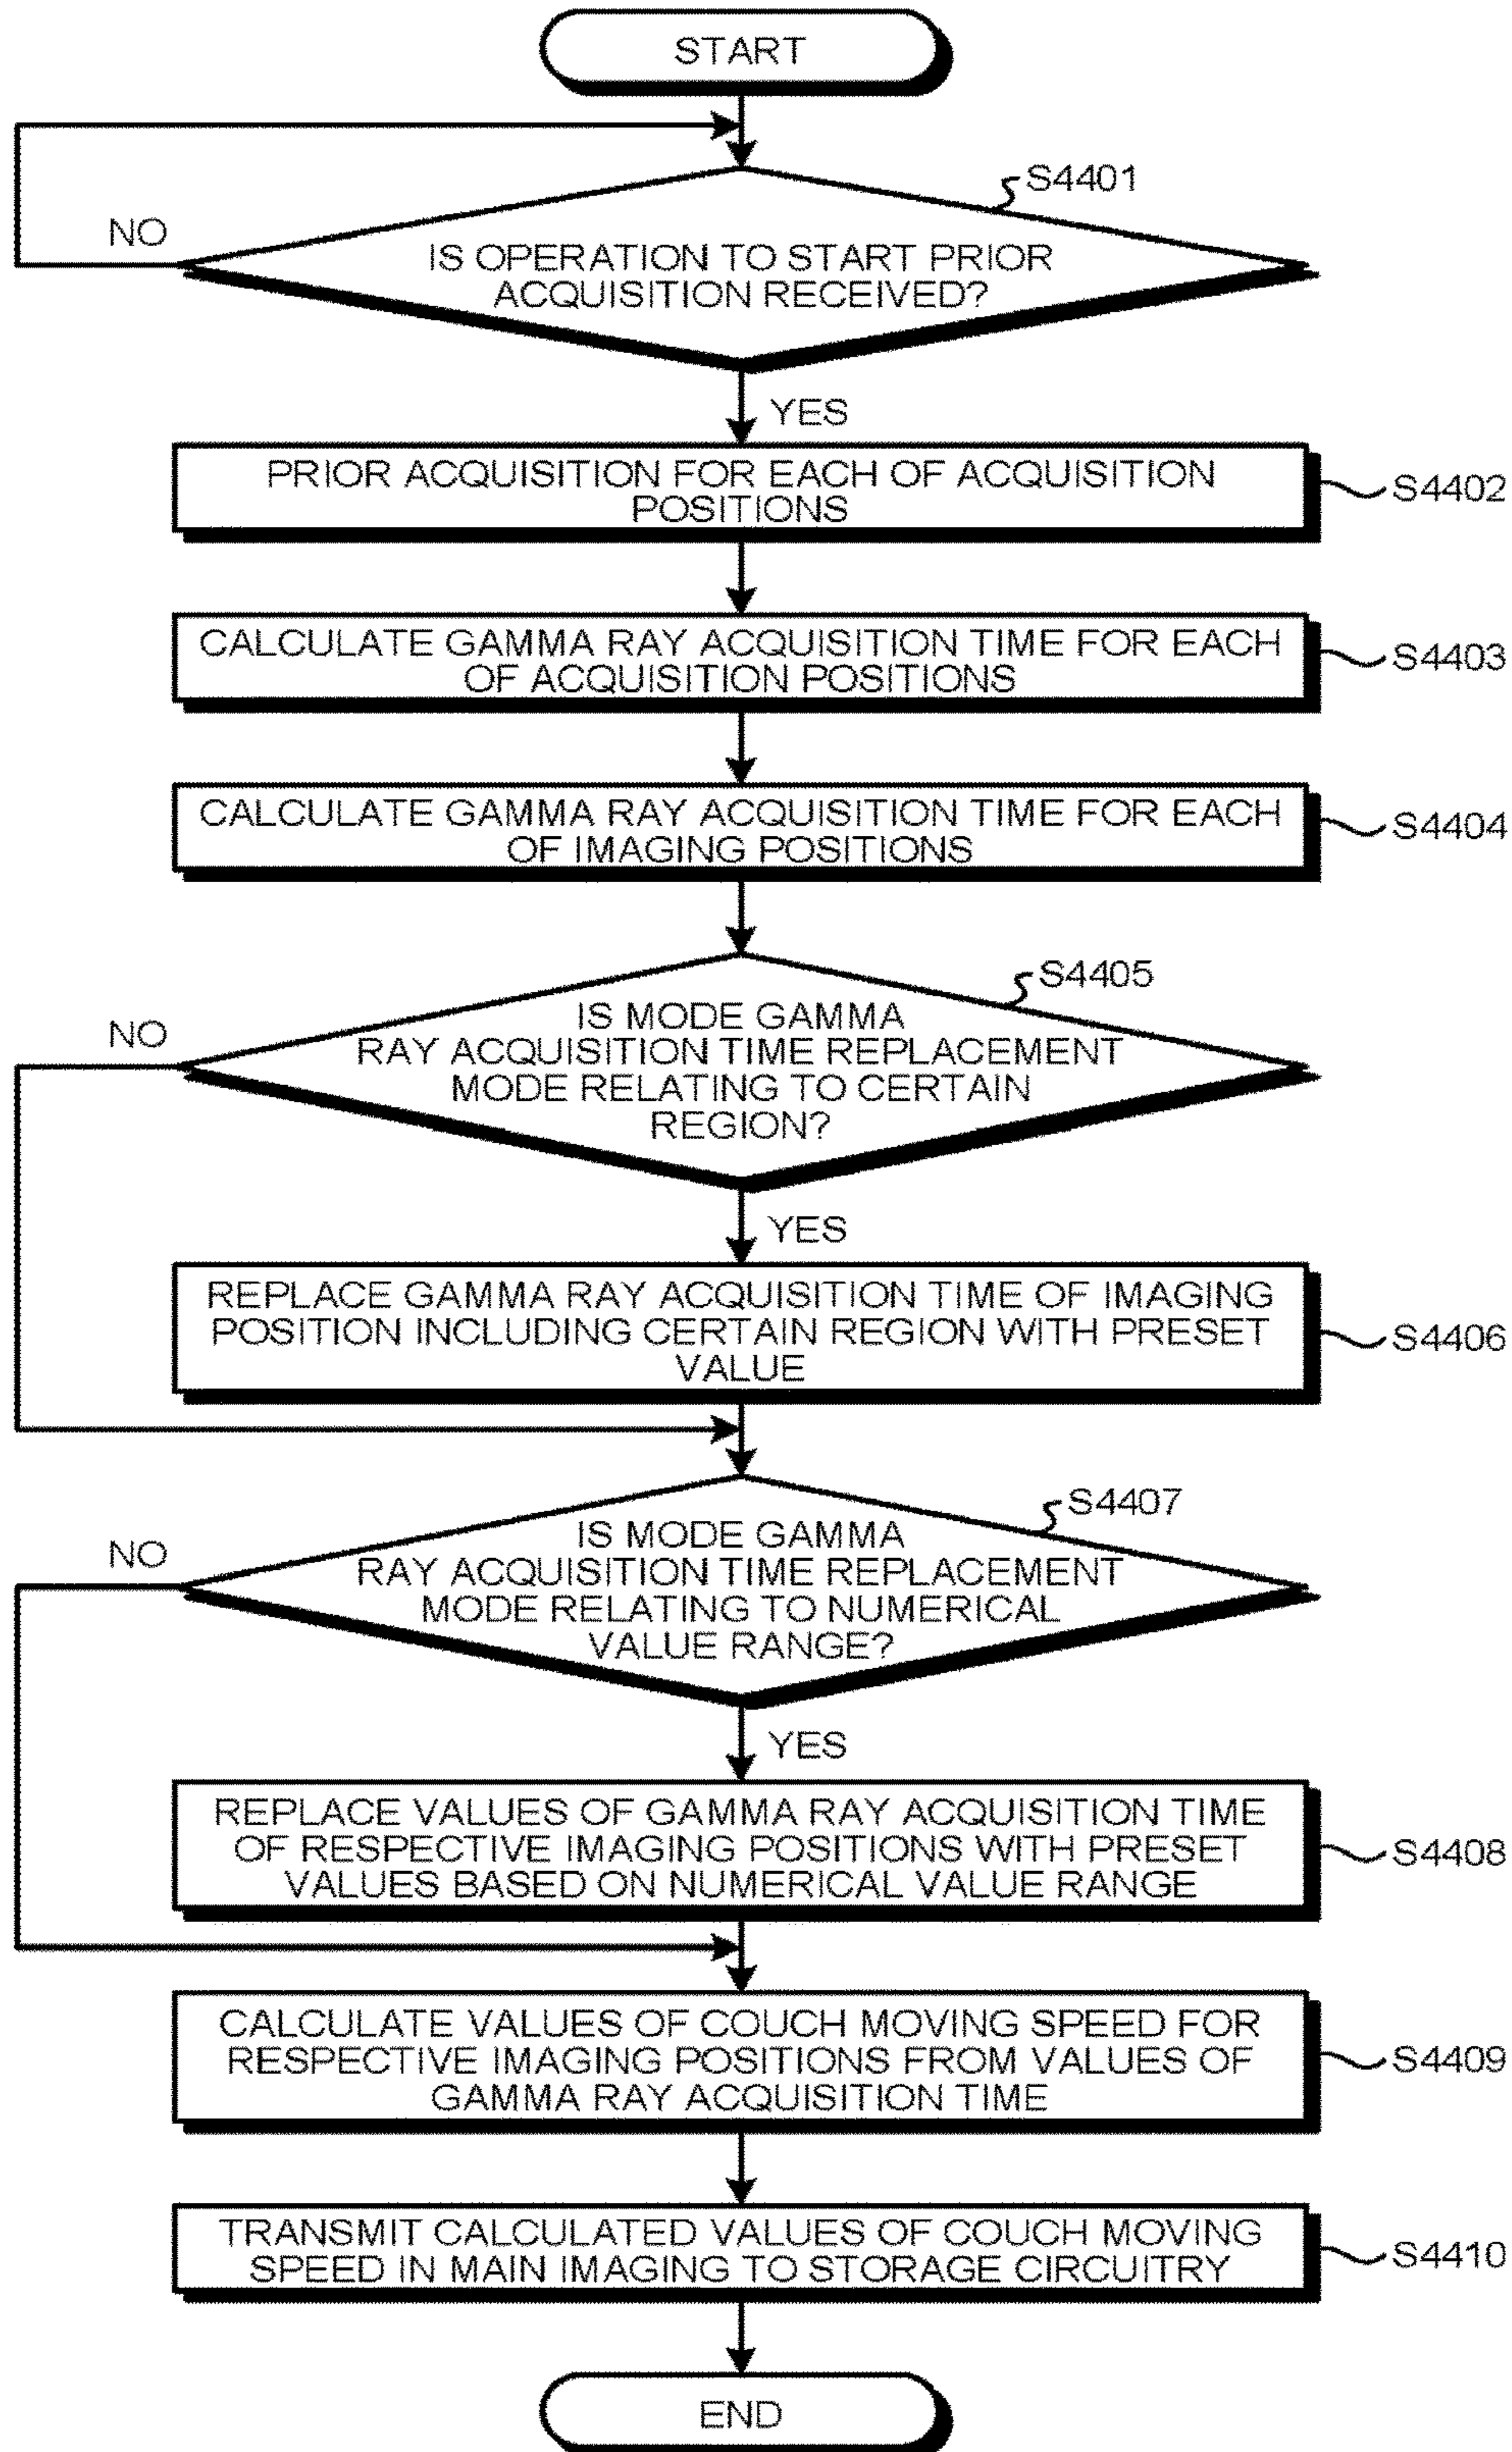 START
S4401
NO
IS OPERATION TO START PRIOR
ACQUISITION RECEIVED?
YES
PRIOR ACQUISITION FOR EACH OF ACQUISITION
POSITIONS
S4402
CALCULATE GAMMA RAY ACQUISITION TIME FOR EACH
OF ACQUISITION POSITIONS
S4403
CALCULATE GAMMA RAY ACQUISITION TIME FOR EACH
OF IMAGING POSITIONS
S4404
S4405
NO
IS MODE GAMMA
RAY ACQUISITION TIME REPLACEMENT
MODE RELATING TO CERTAIN
REGION?
YES
REPLACE GAMMA RAY ACQUISITION TIME OF IMAGING
POSITION INCLUDING CERTAIN REGION WITH PRESET
VALUE
S4406
S4407
NO
IS MODE GAMMA
RAY ACQUISITION TIME REPLACEMENT
MODE RELATING TO NUMERICAL
VALUE RANGE?
YES
REPLACE VALUES OF GAMMA RAY ACQUISITION TIME
OF RESPECTIVE IMAGING POSITIONS WITH PRESET
VALUES BASED ON NUMERICAL VALUE RANGE
S4408
CALCULATE VALUES OF COUCH MOVING SPEED FOR
RESPECTIVE IMAGING POSITIONS FROM VALUES OF
GAMMA RAY ACQUISITION TIME
S4409
TRANSMIT CALCULATED VALUES OF COUCH MOVING
SPEED IN MAIN IMAGING TO STORAGE CIRCUITRY
S4410
END